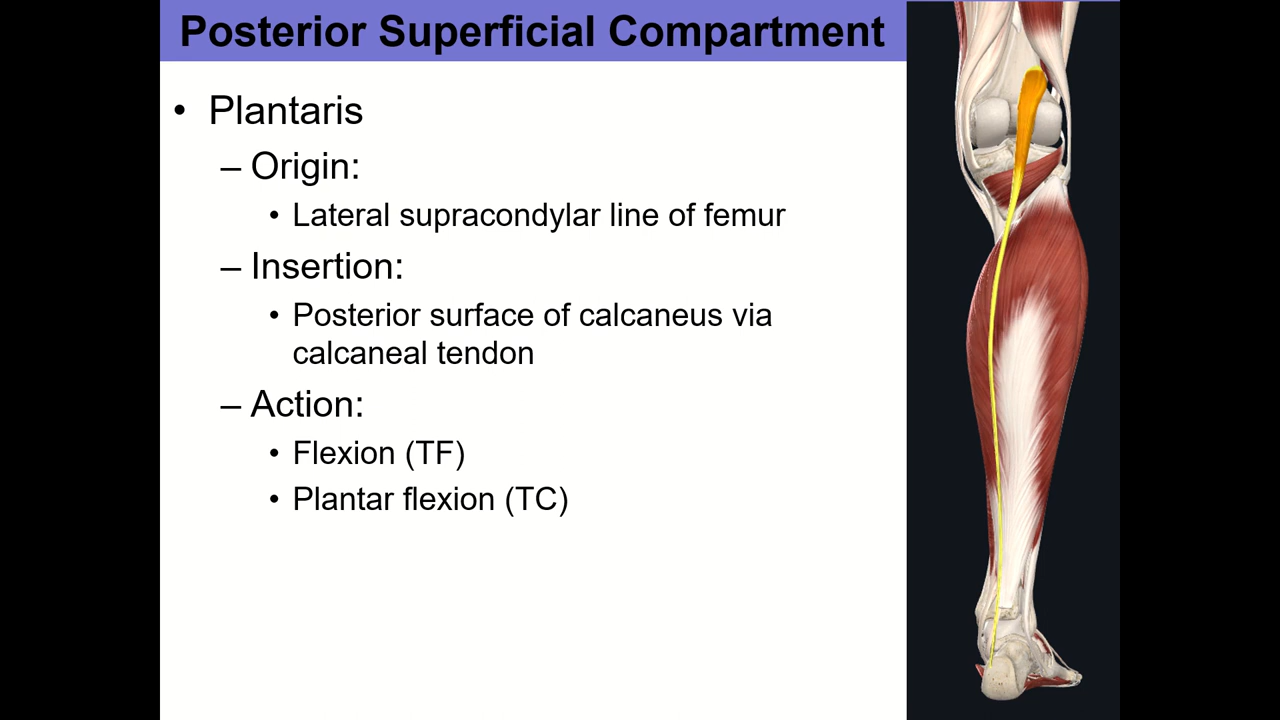 Posterior Superficial Compartment
• Plantaris
– Origin:
• Lateral supracondylar line of femur
– Insertion:
• Posterior surface of calcaneus via
calcaneal tendon
– Action:
• Flexion (TF)
• Plantar flexion (TC)